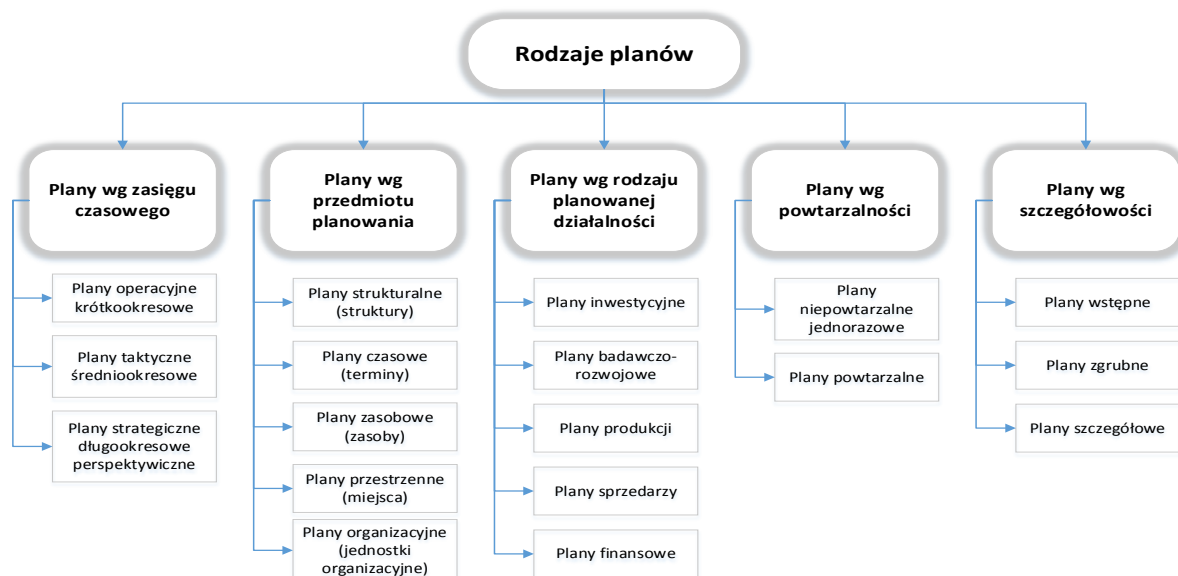 Rodzaje planów
Plany wg zasięgu
czasowego
Plany operacyjne
krótkookresowe
Plany taktyczne
średniookresowe
Plany strategiczne
długookresowe
perspektywiczne
Plany wg
przedmiotu
planowania
Plany strukturalne
(struktury)
Plany czasowe
(terminy)
Plany zasobowe
(zasoby)
Plany przestrzenne
(miejsca)
Plany organizacyjne
(jednostki
organizacyjne)
Plany wg rodzaju
planowanej
działalności
Plany inwestycyjne
Plany badawczo-
rozwojowe
Plany produkcji
Plany sprzedarzy
Plany finansowe
Plany wg
powtarzalności
Plany
niepowtarzalne
jednorazowe
Plany powtarzalne
Plany wg
szczegółowości
Plany wstępne
Plany zgrubne
Plany szczegółowe